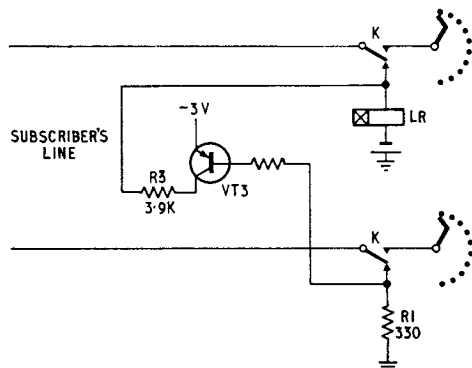 K
LR
-3V
SUBSCRIBER'S
LINE
R3
3·9K
VT3
K
R1
330